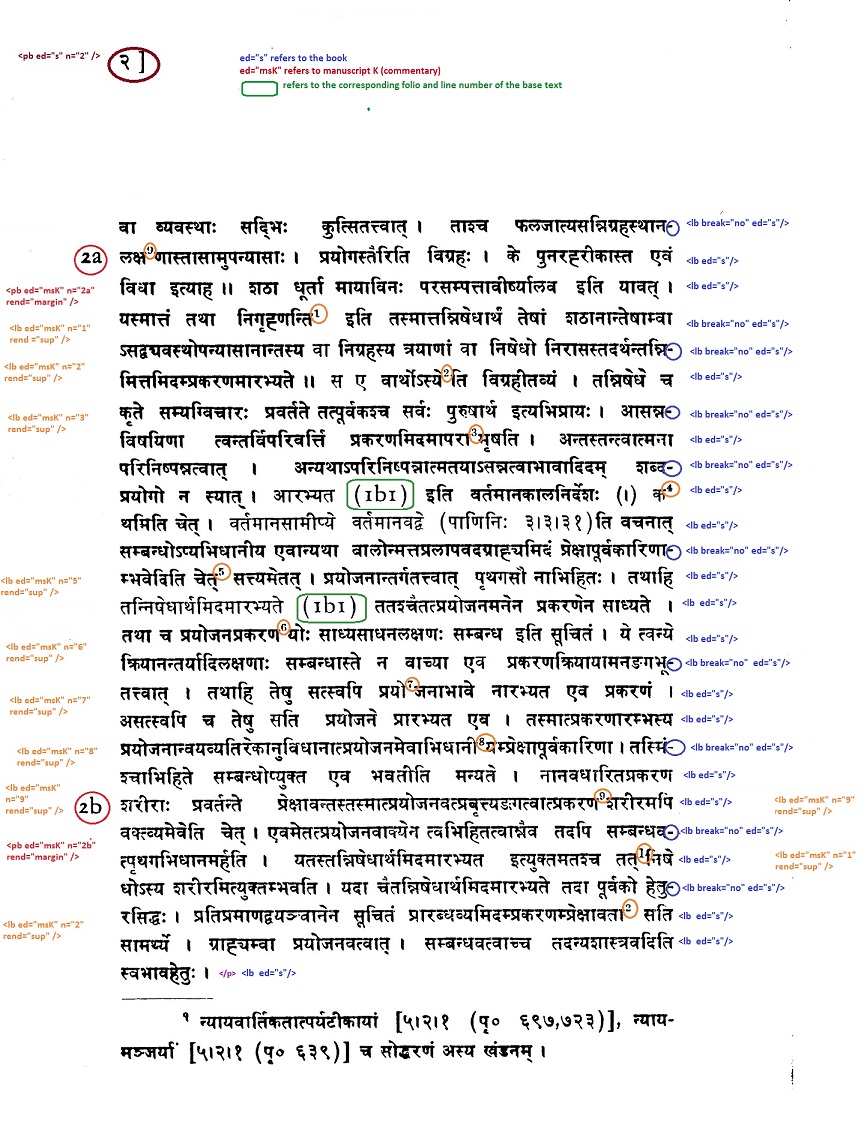 <pb ed="s" n="2" />
२]
ed="s" refers to the book
ed="msK" refers to manuscript K (commentary)
refers to the corresponding folio and line number of the base text
वा व्यवस्थाः सद्भिः कुत्सितत्त्वात् । ताश्च फलजात्यसन्निग्रहस्थान- <lb break="no" ed="s"/>
2a लक्ष१णास्तासामुपन्यासाः । प्रयोगस्तैरिति विग्रहः । के पुनरह्रीकास्त एवं <lb ed="s"/>
<pb ed="msK" n="2a" rend="margin" /> विधा इत्याह ॥ शठा धूर्ता मायाविनः परसम्पत्तावीर्ष्यालव इति यावत् । <lb ed="s"/>
<lb ed="msK" n="1" rend="sup" /> यस्मात्तं तथा निगृह्णन्ति1 इति तस्मात्तन्निषेधार्थं तेषां शठानान्तेषाम्वा <lb break="no" ed="s"/>
<lb ed="msK" n="2" rend="sup" /> ऽसद्व्यवस्थोपन्यासानान्तस्य वा निग्रहस्य त्रयाणां वा निषेधो निरासस्तदर्थन्तन्नि- <lb break="no" ed="s"/>
मित्तमिदम्प्रकरणमारभ्यते ॥ स ए वार्थोऽस्ये2ति विग्रहीतव्यं । तन्निषेधे च <lb ed="s"/>
<lb ed="msK" n="3" rend="sup" /> कृते सम्यग्विचारः प्रवर्तते तत्पूर्वकश्च सर्वः पुरुषार्थ इत्यभिप्रायः । आसन्न- <lb break="no" ed="s"/>
विषयिणा त्वन्तर्विपरिवर्त्ति प्रकरणमिदमापरा3मृषति । अन्तस्तन्त्वात्मना <lb ed="s"/>
परिनिष्पन्नत्वात् । अन्यथाऽपरिनिष्पन्नात्मतयाऽसन्नत्वाभावादिदम् शब्द- <lb break="no" ed="s"/>
प्रयोगो न स्यात् । आरभ्यत (1b1) इति वर्तमानकालनिर्देशः (।) क4 <lb ed="s"/>
थमिति चेत् । वर्तमानसामीप्ये वर्तमानवद्वे (पाणिनिः ३।३।३१)ति वचनात् <lb ed="s"/>
सम्बन्धोऽप्यभिधानीय एवान्यथा वालोन्मत्तप्रलापवदग्राह्यमिदं प्रेक्षापूर्वकारिणा- <lb break="no" ed="s"/>
<lb ed="msK" n="5" rend="sup" /> म्भवेदिति चेत्5 सत्त्यमेतत् । प्रयोजनान्तर्गतत्त्वात् पृथगसौ नाभिहितः । तथाहि <lb ed="s"/>
तन्निषेधार्थमिदमारभ्यते (1b1) ततश्चैतत्प्रयोजनमनेन प्रकरणेन साध्यते । <lb ed="s"/>
<lb ed="msK" n="6" rend="sup" /> तथा च प्रयोजनप्रकरण6योः साध्यसाधनलक्षणः सम्बन्ध इति सूचितं । ये त्वन्ये <lb ed="s"/>
क्रियानन्तर्यादिलक्षणाः सम्बन्धास्ते न वाच्या एव प्रकरणक्रियायामनङगभू- <lb break="no" ed="s"/>
<lb ed="msK" n="7" rend="sup" /> तत्त्वात् । तथाहि तेषु सत्स्वपि प्रयो7जनाभावे नारभ्यत एव प्रकरणं । <lb ed="s"/>
असत्स्वपि च तेषु सति प्रयोजने प्रारभ्यत एव । तस्मात्प्रकरणारम्भस्य <lb ed="s"/>
<lb ed="msK" n="8" rend="sup" /> प्रयोजनान्वयव्यतिरेकानुविधानात्प्रयोजनमेवाभिधानी8यम्प्रेक्षापूर्वकारिणा । तस्मिं- <lb break="no" ed="s"/>
<lb ed="msK" n="9" rend="sup" /> श्चाभिहिते सम्बन्धोप्युक्त एव भवतीति मन्यते । नानवधारितप्रकरण <lb ed="s"/>
2b शरीराः प्रवर्तन्ते प्रेक्षावन्तस्तस्मात्प्रयोजनवत्प्रवृत्त्यङगत्वात्प्रकरण9शरीरमपि <lb ed="s"/> <lb ed="msK" n="9" rend="sup" />
<pb ed="msK" n="2b" rend="margin" /> वक्त्व्यमेवेति चेत् । एवमेतत्प्रयोजनवाक्येन त्वभिहितत्वान्नैव तदपि सम्बन्धव- <lb break="no" ed="s"/>
त्पृथगभिधानमर्हति । यतस्तन्निषेधार्थमिदमारभ्यत इत्युक्तमतश्च तत्1निषे <lb ed="s"/> <lb ed="msK" n="1" rend="sup" />
धोऽस्य शरीरमित्युक्तम्भवति । यदा चैतन्निषेधार्थमिदमारभ्यते तदा पूर्वको हेतु- <lb break="no" ed="s"/>
<lb ed="msK" n="2" rend="sup" /> रसिद्धः । प्रतिप्रमाणद्वयञ्चानेन सूचितं प्रारब्धव्यमिदम्प्रकरणम्प्रेक्षावता2 सति <lb ed="s"/>
सामर्थ्ये । ग्राह्यम्वा प्रयोजनवत्वात् । सम्बन्धवत्वाच्च तदन्यशास्त्रवदिति <lb ed="s"/>
स्वभावहेतुः । </p> <lb ed="s"/>
१ न्यायवार्तिकतात्पर्यटीकायां [५।२।१ (पृ० ६९७,७२३)], न्याय-
मञ्जर्यां [५।२।१ (पृ० ६३९)] च सोद्धरणं अस्य खंडनम् ।